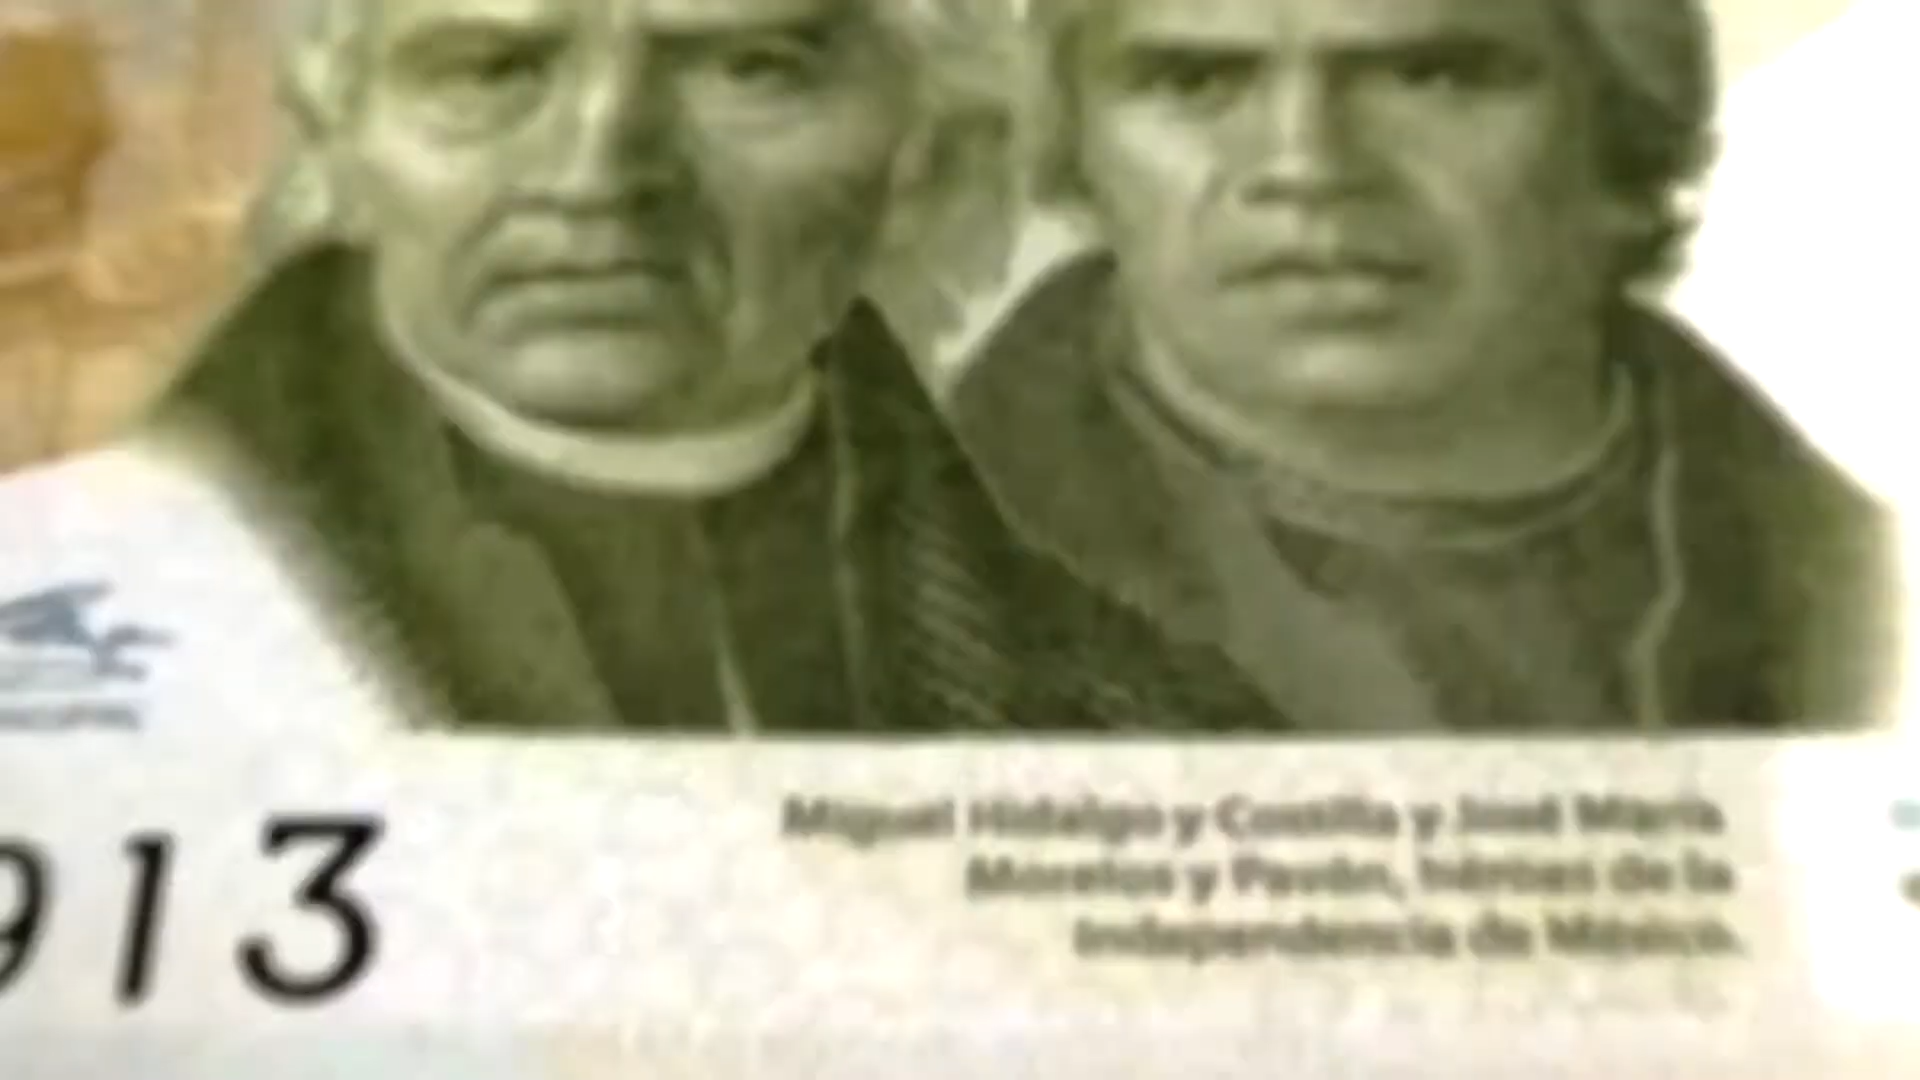 913
Miguel Hidalgo y Costilla y José María
Morelos y Pavón, héroes de la
Independencia de México.